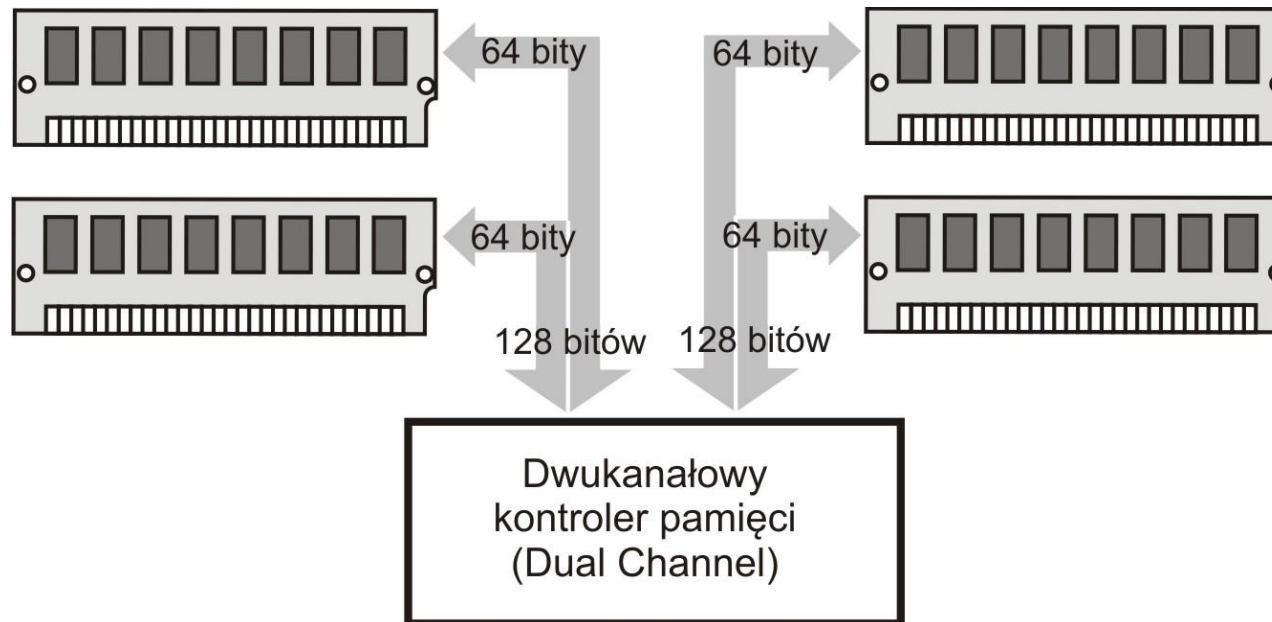 64 bity
64 bity
64 bity
64 bity
128 bitów
128 bitów
Dwukanałowy
kontroler pamięci
(Dual Channel)